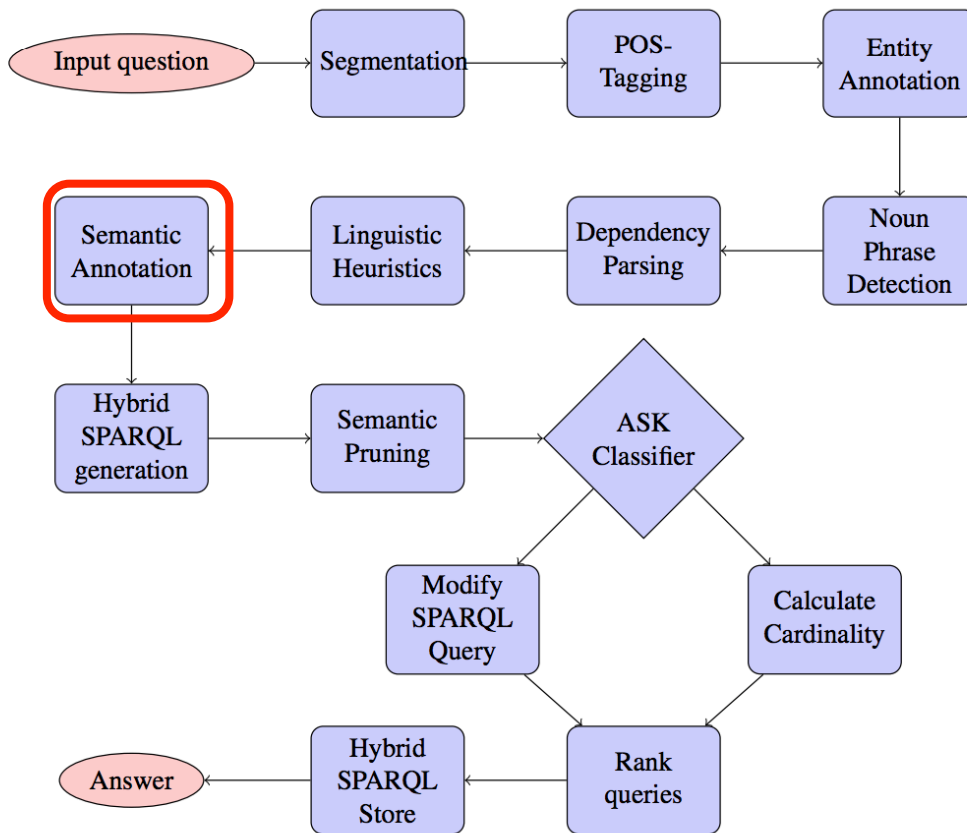 Input question
Segmentation
POS-
Tagging
Entity
Annotation
Semantic
Annotation
Linguistic
Heuristics
Dependency
Parsing
Noun
Phrase
Detection
Hybrid
SPARQL
generation
Semantic
Pruning
ASK
Classifier
Modify
SPARQL
Query
Calculate
Cardinality
Answer
Hybrid
SPARQL
Store
Rank
queries